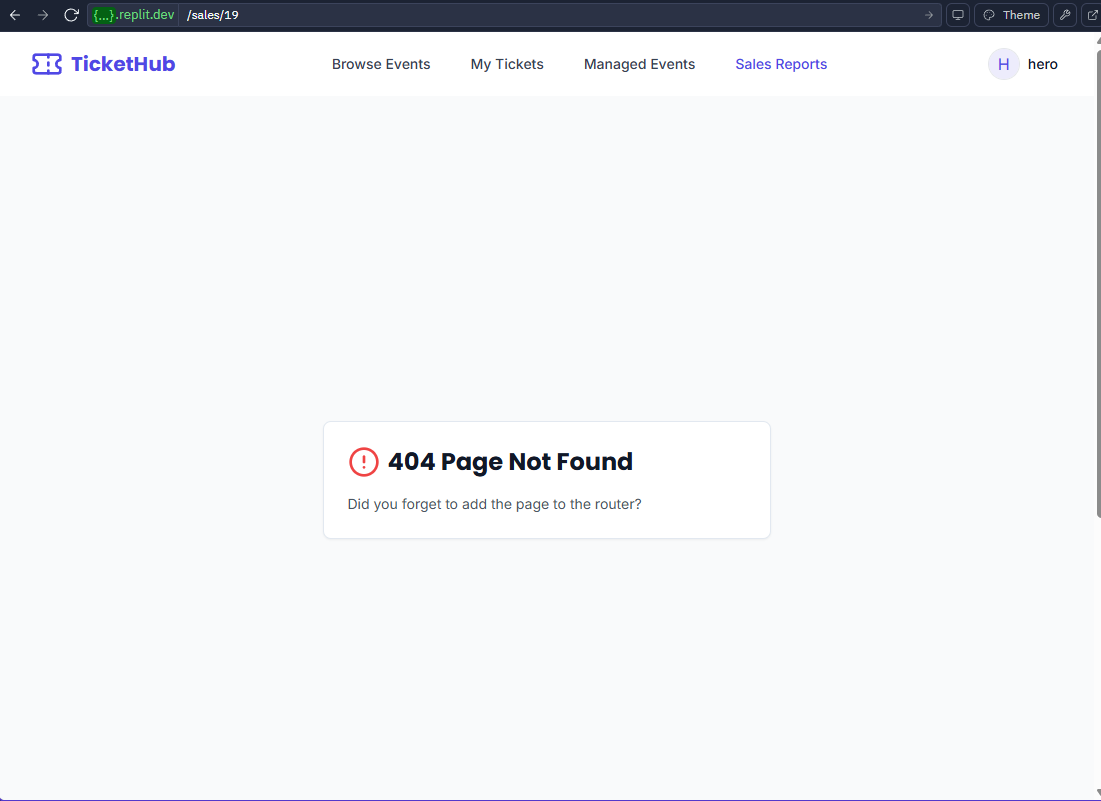 {...}.replit.dev /sales/19 Theme
TicketHub Browse Events My Tickets Managed Events Sales Reports H hero
404 Page Not Found
Did you forget to add the page to the router?